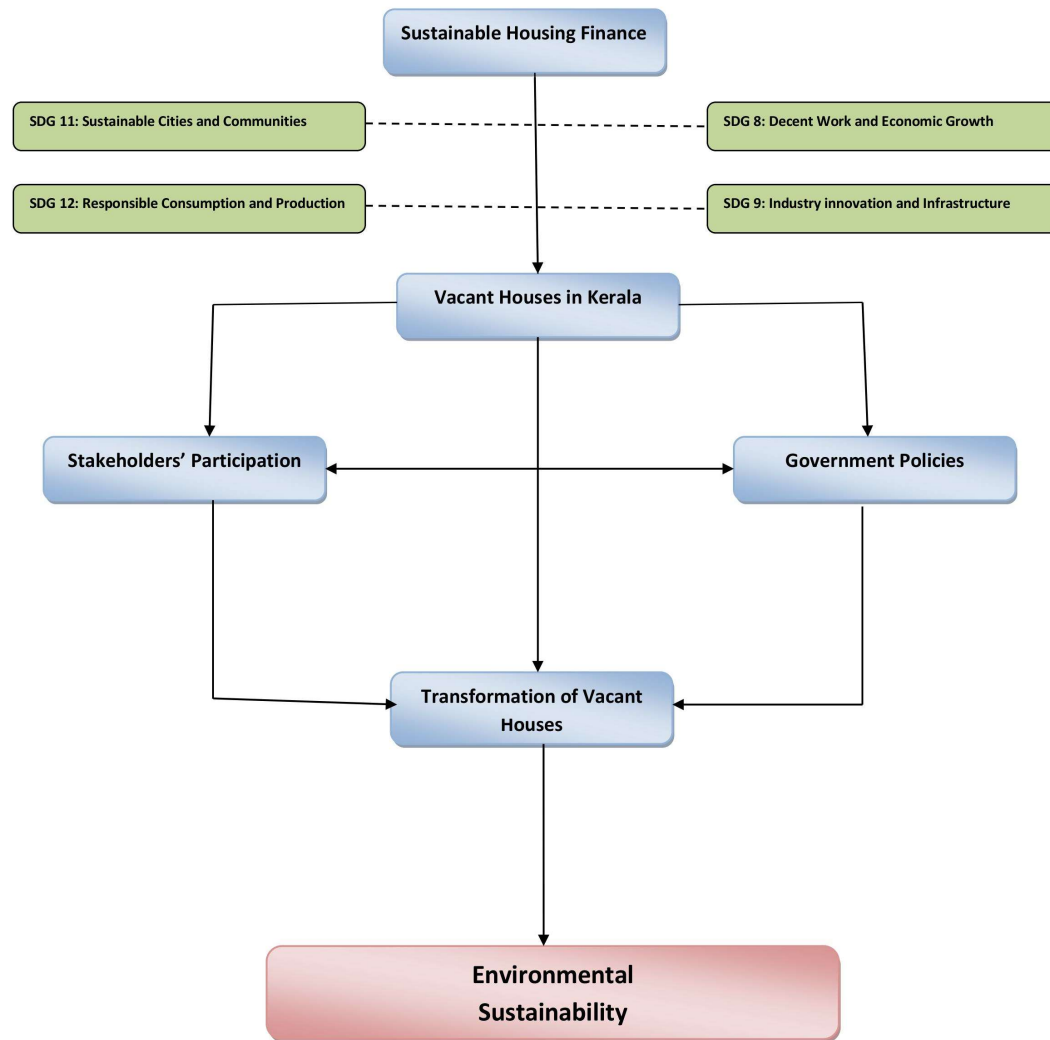 Sustainable Housing Finance
SDG 11: Sustainable Cities and Communities
SDG 8: Decent Work and Economic Growth
SDG 12: Responsible Consumption and Production
SDG 9: Industry innovation and Infrastructure
Vacant Houses in Kerala
Stakeholders’ Participation
Government Policies
Transformation of Vacant
Houses
Environmental
Sustainability